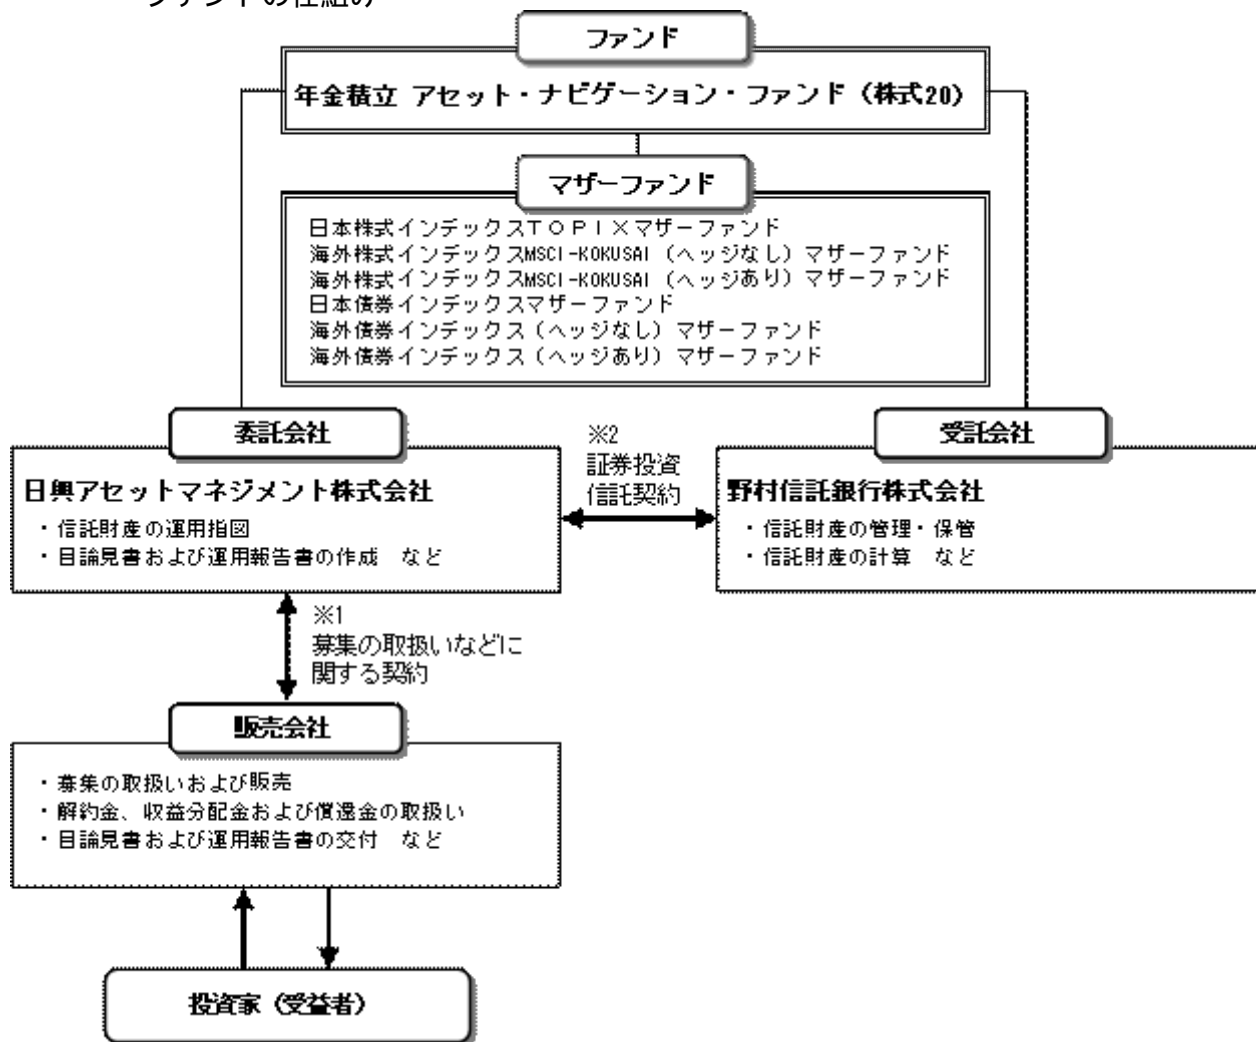 ファンドの仕組み
ファンド
年金積立 アセット・ナビゲーション・ファンド（株式20）
マザーファンド
日本株式インデックスＴＯＰＩＸマザーファンド
海外株式インデックスMSCI-KOKUSAI（ヘッジなし）マザーファンド
海外株式インデックスMSCI-KOKUSAI（ヘッジあり）マザーファンド
日本債券インデックスマザーファンド
海外債券インデックス（ヘッジなし）マザーファンド
海外債券インデックス（ヘッジあり）マザーファンド
委託会社
日興アセットマネジメント株式会社
・信託財産の運用指図
・目論見書および運用報告書の作成　など
※2
証券投資
信託契約
受託会社
野村信託銀行株式会社
・信託財産の管理・保管
・信託財産の計算　など
※1
募集の取扱いなどに
関する契約
販売会社
・募集の取扱いおよび販売
・解約金、収益分配金および償還金の取扱い
・目論見書および運用報告書の交付　など
投資家（受益者）